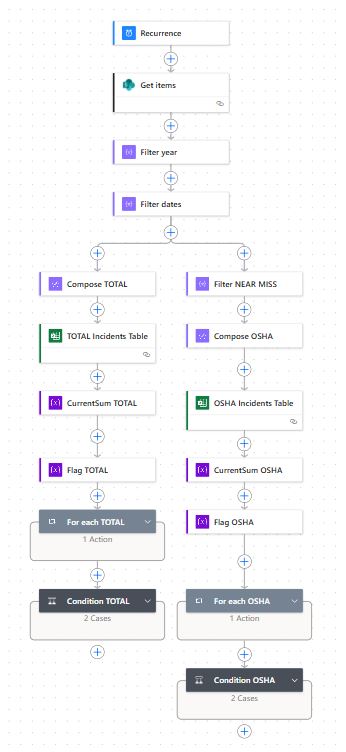 Recurrence
Get items
Filter year
Filter dates
Compose TOTAL
TOTAL Incidents Table
CurrentSum TOTAL
Flag TOTAL
For each TOTAL
1 Action
Condition TOTAL
2 Cases
Filter NEAR MISS
Compose OSHA
OSHA Incidents Table
CurrentSum OSHA
Flag OSHA
For each OSHA
1 Action
Condition OSHA
2 Cases